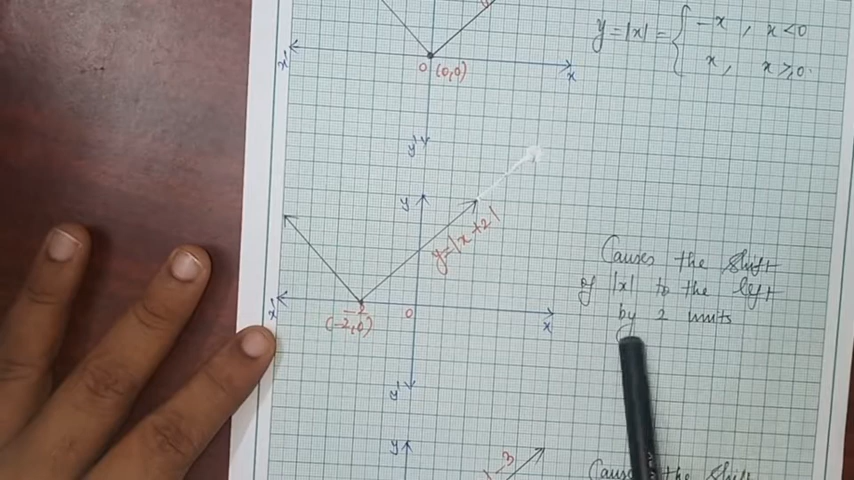 y = |x| = { -x , x < 0
x , x ≥ 0.
x'
0 (0,0)
x
y'
y
y = |x + 2|
Causes the shift
of |x| to the left
by 2 units
x'
-2
(-2, 0)
0
x
y'
y
3
Causes the shift